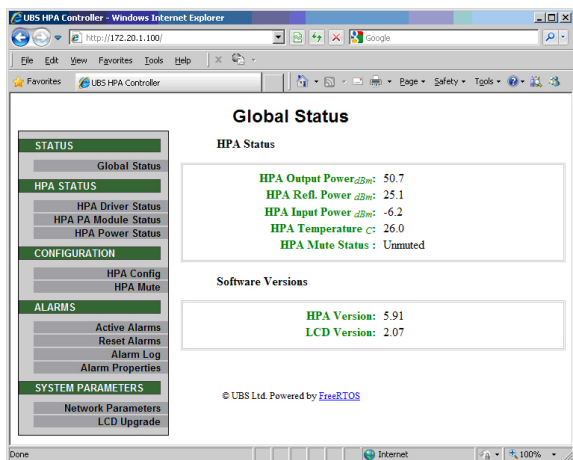 UBS HPA Controller - Windows Internet Explorer
http://172.20.1.100/
Google
File Edit View Favorites Tools Help
Favorites
UBS HPA Controller
Page
Safety
Tools
Global Status
STATUS
Global Status
HPA STATUS
HPA Driver Status
HPA PA Module Status
HPA Power Status
CONFIGURATION
HPA Config
HPA Mute
ALARMS
Active Alarms
Reset Alarms
Alarm Log
Alarm Properties
SYSTEM PARAMETERS
Network Parameters
LCD Upgrade
HPA Status
HPA Output Power dBm: 50.7
HPA Refl. Power dBm: 25.1
HPA Input Power dBm: -6.2
HPA Temperature C: 26.0
HPA Mute Status : Unmuted
Software Versions
HPA Version: 5.91
LCD Version: 2.07
© UBS Ltd. Powered by FreeRTOS
Done
Internet
100%